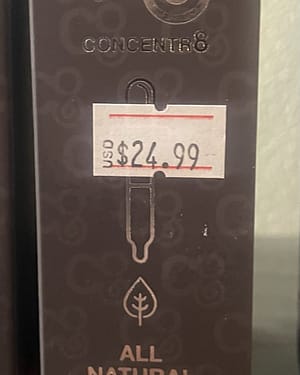 CONCENTR8
USD $24.99
ALL
NATURAL